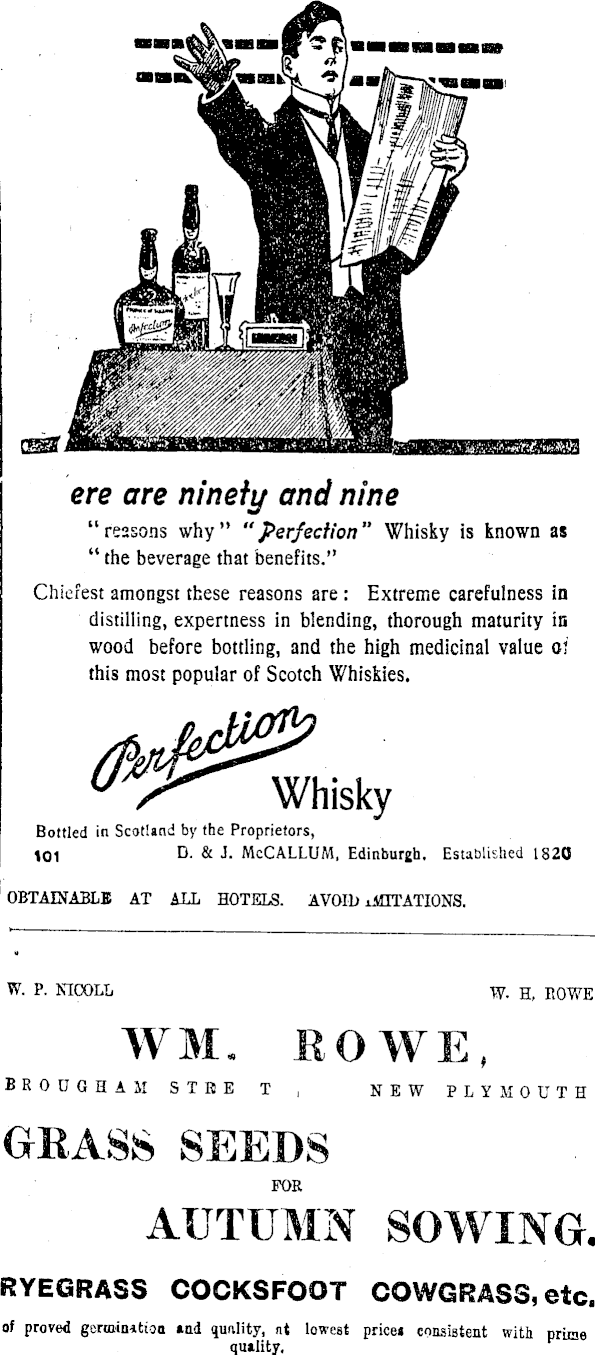 Perfection
ere are ninety and nine
“reasons why” “Perfection” Whisky is known as
“the beverage that benefits.”
Chiefest amongst these reasons are: Extreme carefulness in
distilling, expertness in blending, thorough maturity in
wood before bottling, and the high medicinal value of
this most popular of Scotch Whiskies.
Perfection
Whisky
Bottled in Scotland by the Proprietors,
101 D. & J. McCALLUM, Edinburgh. Established 1820
OBTAINABLE AT ALL HOTELS. AVOID IMITATIONS.
W. P. NICOLL W. H, ROWE
WM. ROWE,
BROUGHAM STRE T, NEW PLYMOUTH
GRASS SEEDS
FOR
AUTUMN SOWING.
RYEGRASS COCKSFOOT COWGRASS, etc.
of proved germination and quality, at lowest prices consistent with prime
quality.